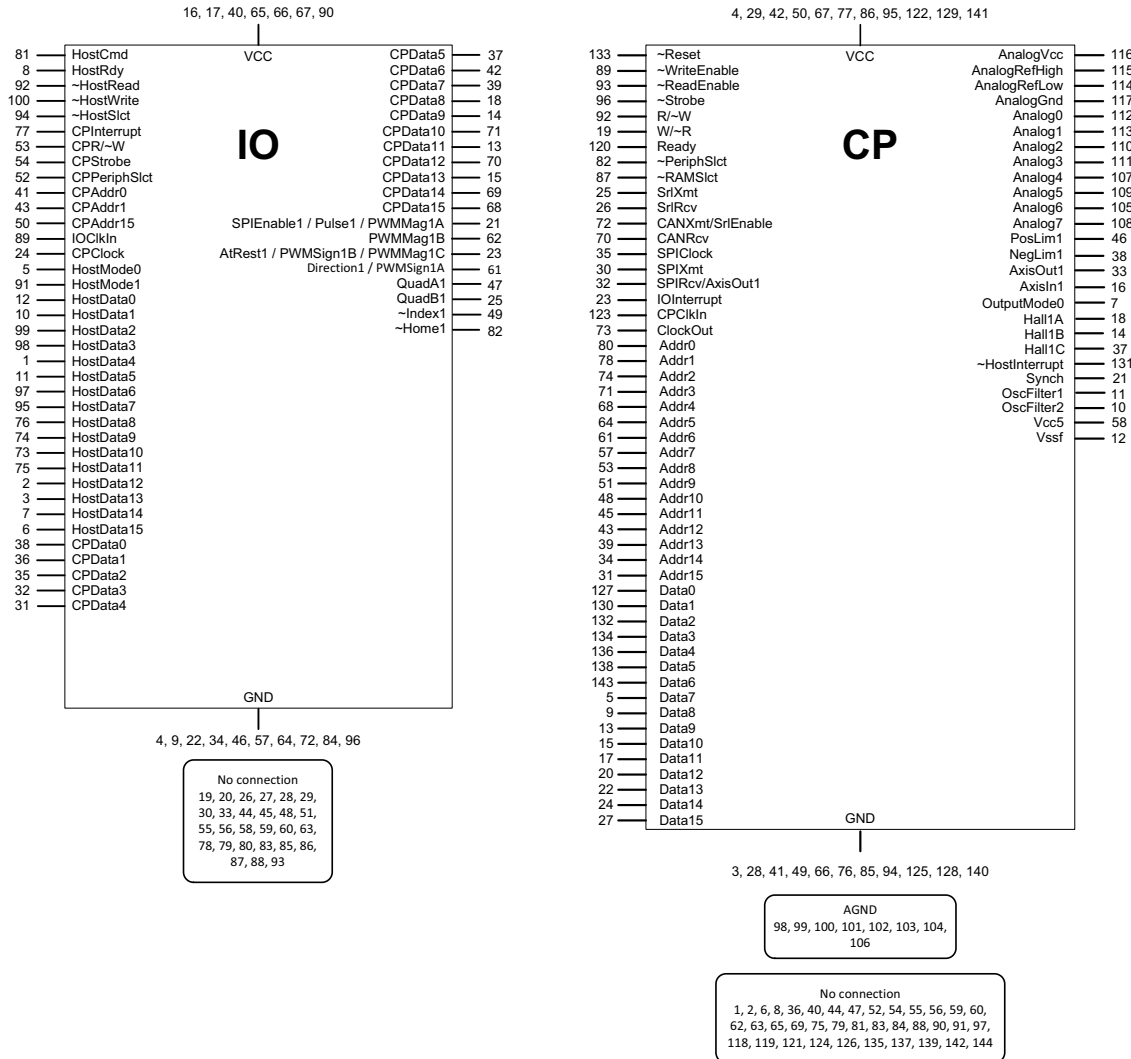 16, 17, 40, 65, 66, 67, 90
VCC
IO
81 HostCmd
8 HostRdy
92 ~HostRead
100 ~HostWrite
94 ~HostSlct
77 CPInterrupt
53 CPR/~W
54 CPStrobe
52 CPPeriphSlct
41 CPAddr0
43 CPAddr1
50 CPAddr15
89 IOClkIn
24 CPClock
5 HostMode0
91 HostMode1
12 HostData0
10 HostData1
99 HostData2
98 HostData3
1 HostData4
11 HostData5
97 HostData6
95 HostData7
76 HostData8
74 HostData9
73 HostData10
75 HostData11
2 HostData12
3 HostData13
7 HostData14
6 HostData15
38 CPData0
36 CPData1
35 CPData2
32 CPData3
31 CPData4
CPData5 37
CPData6 42
CPData7 39
CPData8 18
CPData9 14
CPData10 71
CPData11 13
CPData12 70
CPData13 15
CPData14 69
CPData15 68
SPIEnable1 / Pulse1 / PWMMag1A 21
PWMMag1B 62
AtRest1 / PWMSign1B / PWMMag1C 23
Direction1 / PWMSign1A 61
QuadA1 47
QuadB1 25
~Index1 49
~Home1 82
GND
4, 9, 22, 34, 46, 57, 64, 72, 84, 96
No connection
19, 20, 26, 27, 28, 29,
30, 33, 44, 45, 48, 51,
55, 56, 58, 59, 60, 63,
78, 79, 80, 83, 85, 86,
87, 88, 93
4, 29, 42, 50, 67, 77, 86, 95, 122, 129, 141
VCC
CP
133 ~Reset
89 ~WriteEnable
93 ~ReadEnable
96 ~Strobe
92 R/~W
19 W/~R
120 Ready
82 ~PeriphSlct
87 ~RAMSlct
25 SrlXmt
26 SrlRcv
72 CANXmt/SrlEnable
70 CANRcv
35 SPIClock
30 SPIXmt
32 SPIRcv/AxisOut1
23 IOInterrupt
123 CPClkIn
73 ClockOut
80 Addr0
78 Addr1
74 Addr2
71 Addr3
68 Addr4
64 Addr5
61 Addr6
57 Addr7
53 Addr8
51 Addr9
48 Addr10
45 Addr11
43 Addr12
39 Addr13
34 Addr14
31 Addr15
127 Data0
130 Data1
132 Data2
134 Data3
136 Data4
138 Data5
143 Data6
5 Data7
9 Data8
13 Data9
15 Data10
17 Data11
20 Data12
22 Data13
24 Data14
27 Data15
AnalogVcc 116
AnalogRefHigh 115
AnalogRefLow 114
AnalogGnd 117
Analog0 112
Analog1 113
Analog2 110
Analog3 111
Analog4 107
Analog5 109
Analog6 105
Analog7 108
PosLim1 46
NegLim1 38
AxisOut1 33
AxisIn1 16
OutputMode0 7
Hall1A 18
Hall1B 14
Hall1C 37
~HostInterrupt 131
Synch 21
OscFilter1 11
OscFilter2 10
Vcc5 58
Vssf 12
GND
3, 28, 41, 49, 66, 76, 85, 94, 125, 128, 140
AGND
98, 99, 100, 101, 102, 103, 104,
106
No connection
1, 2, 6, 8, 36, 40, 44, 47, 52, 54, 55, 56, 59, 60,
62, 63, 65, 69, 75, 79, 81, 83, 84, 88, 90, 91, 97,
118, 119, 121, 124, 126, 135, 137, 139, 142, 144